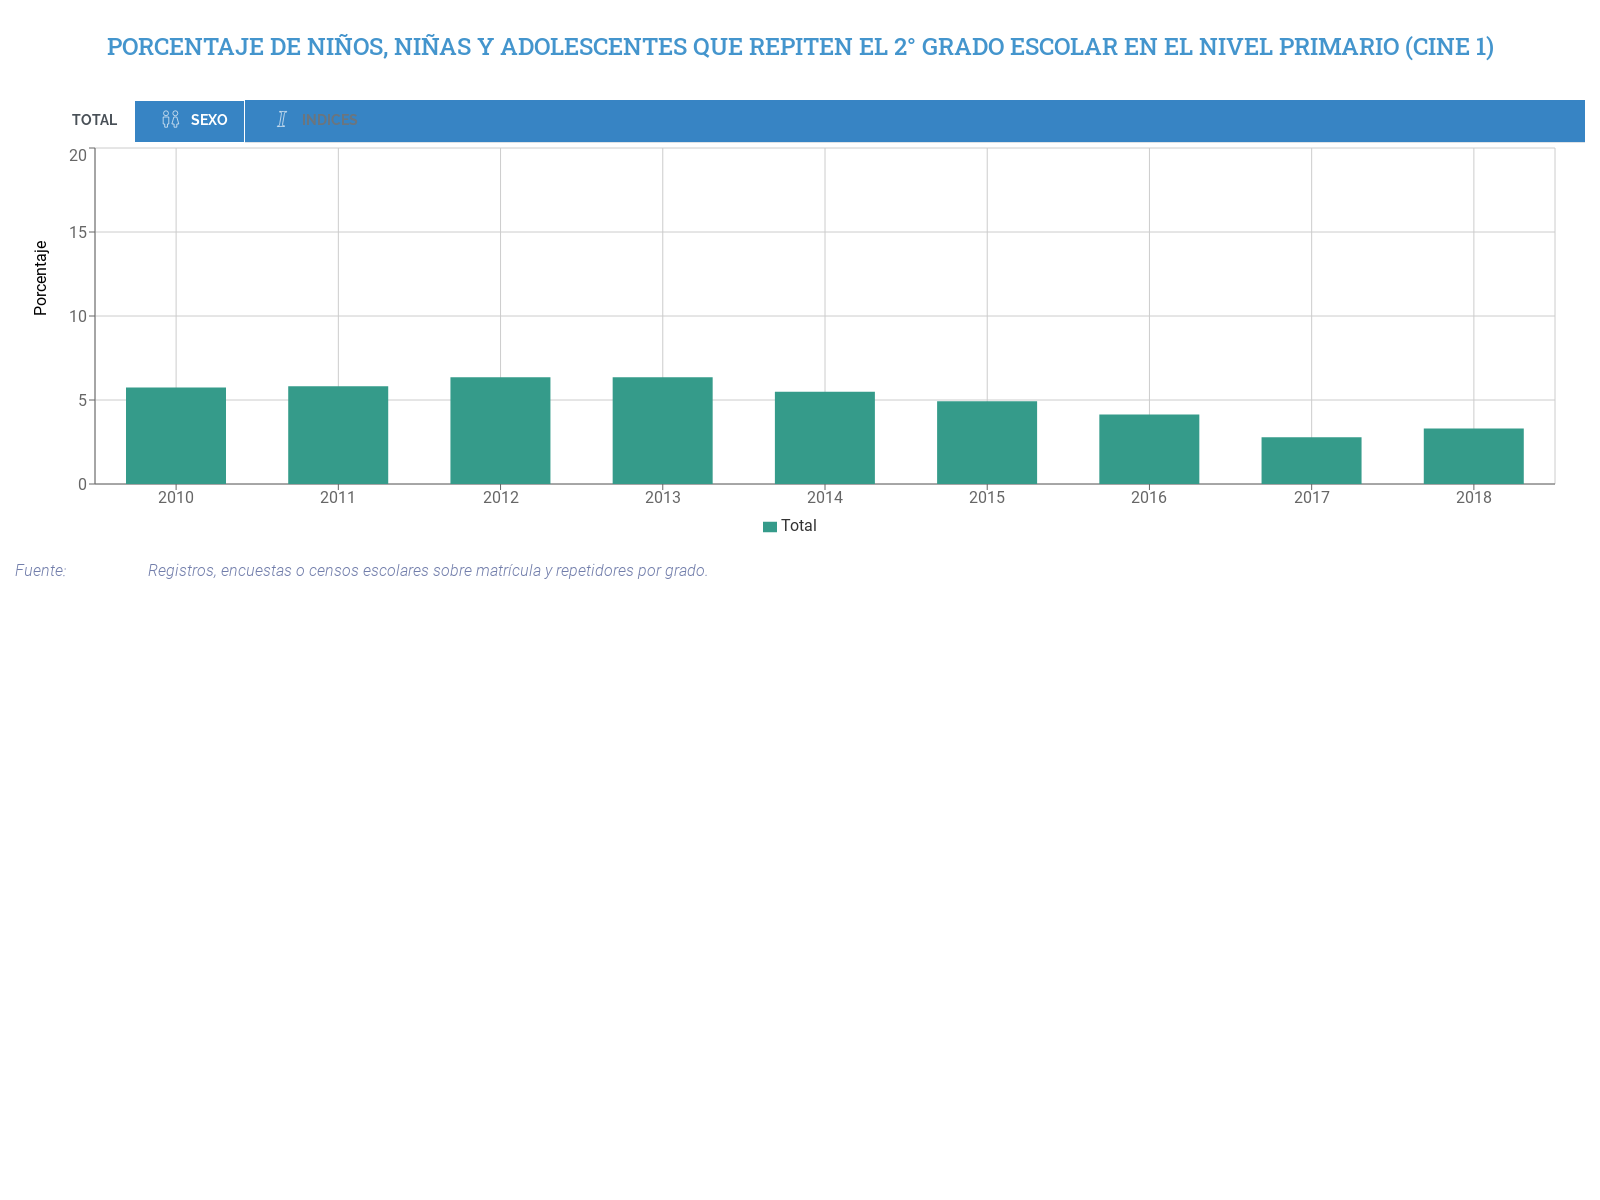 PORCENTAJE DE NIÑOS, NIÑAS Y ADOLESCENTES QUE REPITEN EL 2° GRADO ESCOLAR EN EL NIVEL PRIMARIO (CINE 1)
TOTAL SEXO INDICES
20
15
10
5
0
Porcentaje
2010 2011 2012 2013 2014 2015 2016 2017 2018
Total
Fuente: Registros, encuestas o censos escolares sobre matrícula y repetidores por grado.